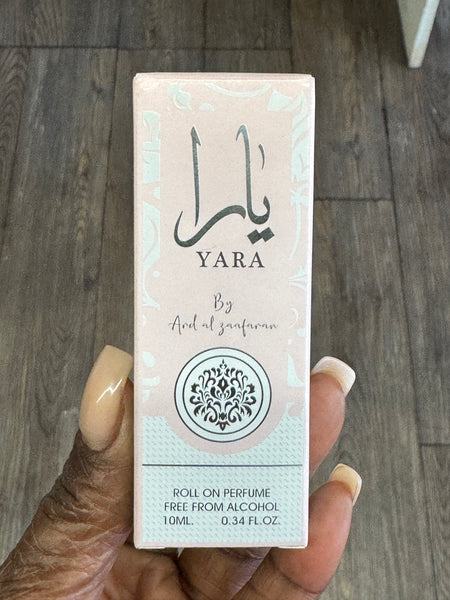 يارا
YARA
By
Ard al zaafaran
ROLL ON PERFUME
FREE FROM ALCOHOL
10ML. 0.34 FL.OZ.